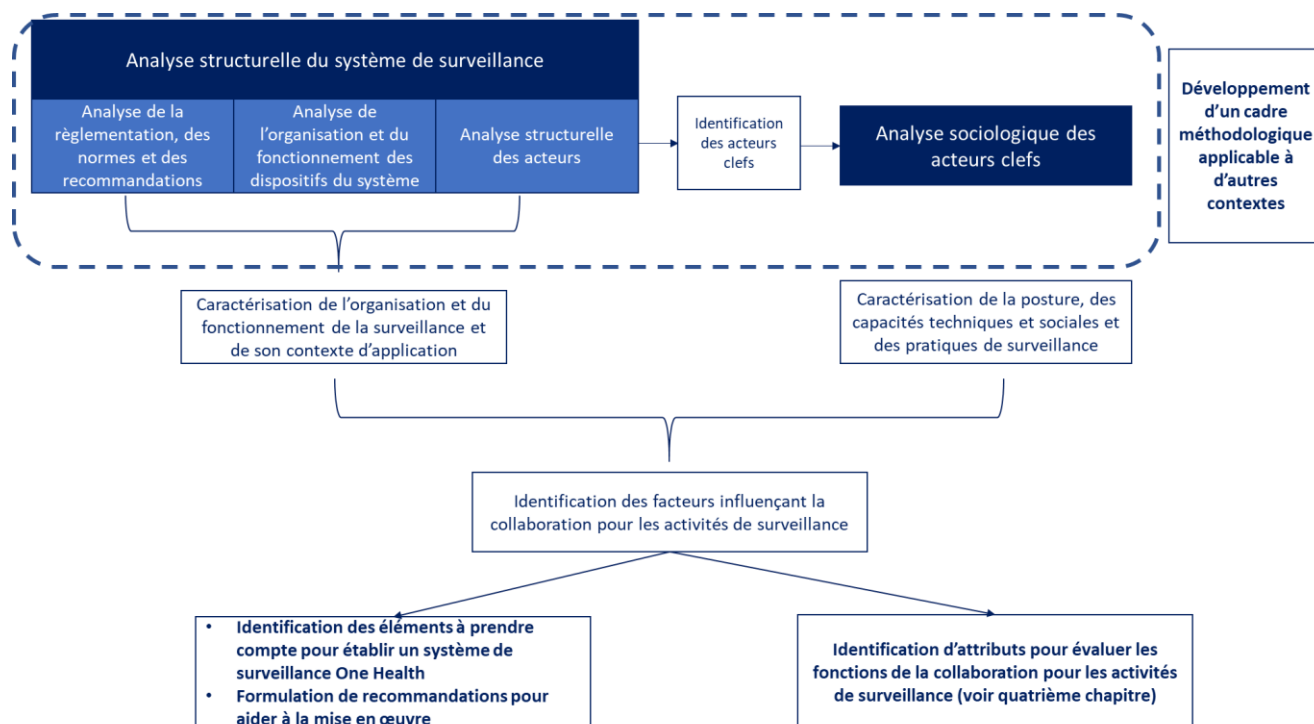 Analyse structurelle du système de surveillance
Analyse de la
règlementation, des
normes et des
recommandations
Analyse de
l'organisation et du
fonctionnement des
dispositifs du système
Analyse structurelle
des acteurs
Identification
des acteurs
clefs
Analyse sociologique des
acteurs clefs
Développement
d'un cadre
méthodologique
applicable à
d'autres
contextes
Caractérisation de l'organisation et du
fonctionnement de la surveillance et
de son contexte d'application
Caractérisation de la posture, des
capacités techniques et sociales et
des pratiques de surveillance
Identification des facteurs influençant la
collaboration pour les activités de surveillance
• Identification des éléments à prendre
compte pour établir un système de
surveillance One Health
• Formulation de recommandations pour
aider à la mise en œuvre
Identification d'attributs pour évaluer les
fonctions de la collaboration pour les activités
de surveillance (voir quatrième chapitre)